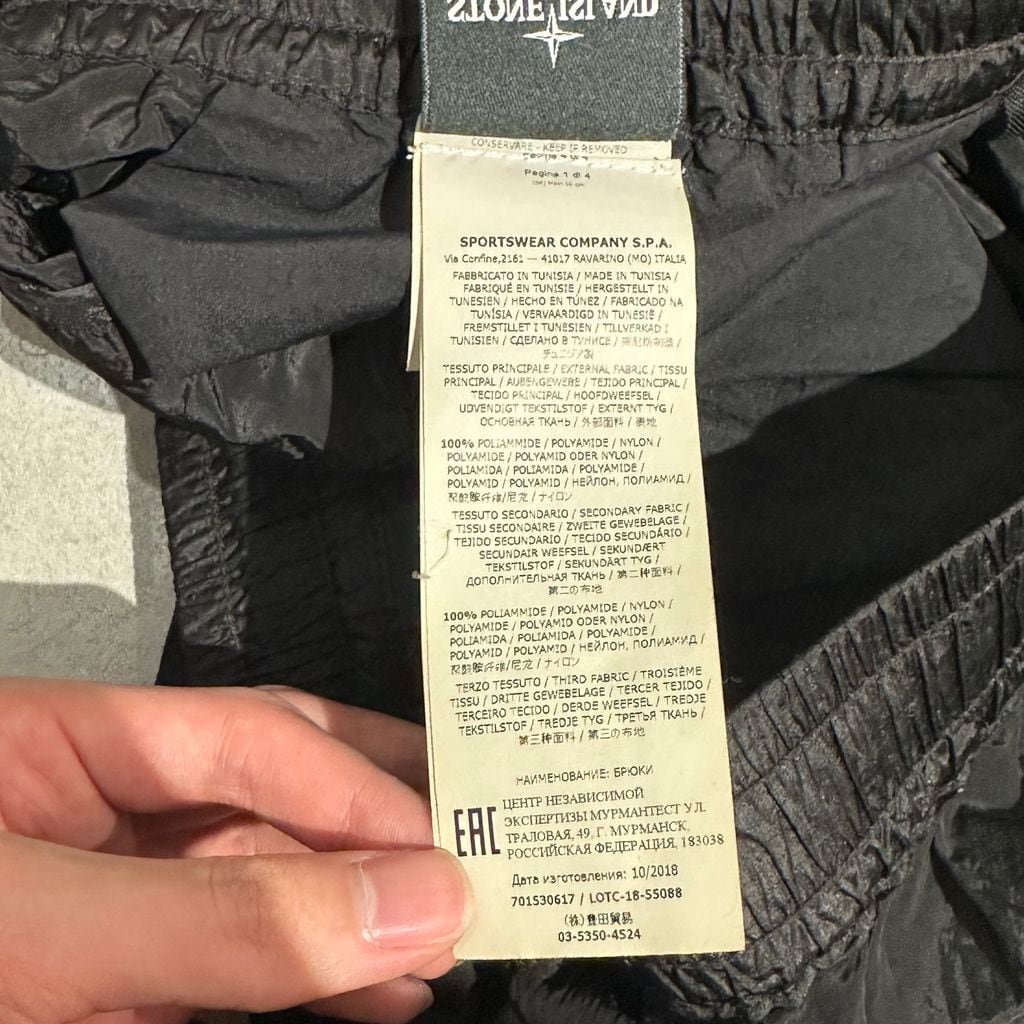 STONE ISLAND
CONSERVARE - KEEP IF REMOVED
Pagina 1 di 4
SPORTSWEAR COMPANY S.P.A.
Via Confine,2161 — 41017 RAVARINO (MO) ITALIA
FABBRICATO IN TUNISIA / MADE IN TUNISIA /
FABRIQUÉ EN TUNISIE / HERGESTELLT IN
TUNESIEN / HECHO EN TÚNEZ / FABRICADO NA
TUNÍSIA / VERVAARDIGD IN TUNESIË /
FREMSTILLET I TUNESIEN / TILLVERKAD I
TUNISIEN / СДЕЛАНО В ТУНИСЕ /
チュニジア製
TESSUTO PRINCIPALE / EXTERNAL FABRIC / TISSU
PRINCIPAL / AUßENGEWEBE / TEJIDO PRINCIPAL /
TECIDO PRINCIPAL / HOOFDWEEFSEL /
UDVENDIGT TEKSTILSTOF / EXTERNT TYG /
ОСНОВНАЯ ТКАНЬ / 外部面料 / 表地
100% POLIAMMIDE / POLYAMIDE / NYLON /
POLYAMIDE / POLYAMID ODER NYLON /
POLIAMIDA / POLIAMIDA / POLYAMIDE /
POLYAMID / POLYAMID / НЕЙЛОН, ПОЛИАМИД /
聚酰胺纤维/尼龙 / ナイロン
TESSUTO SECONDARIO / SECONDARY FABRIC /
TISSU SECONDAIRE / ZWEITE GEWEBELAGE /
TEJIDO SECUNDARIO / TECIDO SECUNDÁRIO /
SECUNDAIR WEEFSEL / SEKUNDÆRT
TEKSTILSTOF / SEKUNDÄRT TYG /
ДОПОЛНИТЕЛЬНАЯ ТКАНЬ / 第二种面料 /
第二の布地
100% POLIAMMIDE / POLYAMIDE / NYLON /
POLYAMIDE / POLYAMID ODER NYLON /
POLIAMIDA / POLIAMIDA / POLYAMIDE /
POLYAMID / POLYAMID / НЕЙЛОН, ПОЛИАМИД /
聚酰胺纤维/尼龙 / ナイロン
TERZO TESSUTO / THIRD FABRIC / TROISIÈME
TISSU / DRITTE GEWEBELAGE / TERCER TEJIDO /
TERCEIRO TECIDO / DERDE WEEFSEL / TREDJE
TEKSTILSTOF / TREDJE TYG / ТРЕТЬЯ ТКАНЬ /
第三种面料 / 第三の布地
НАИМЕНОВАНИЕ: БРЮКИ
EAC
ЦЕНТР НЕЗАВИСИМОЙ
ЭКСПЕРТИЗЫ МУРМАНТЕСТ УЛ.
ТРАЛОВАЯ, 49, Г. МУРМАНСК,
РОССИЙСКАЯ ФЕДЕРАЦИЯ, 183038
Дата изготовления: 10/2018
701530617 / LOTC-18-55088
(株) 豊田貿易
03-5350-4524